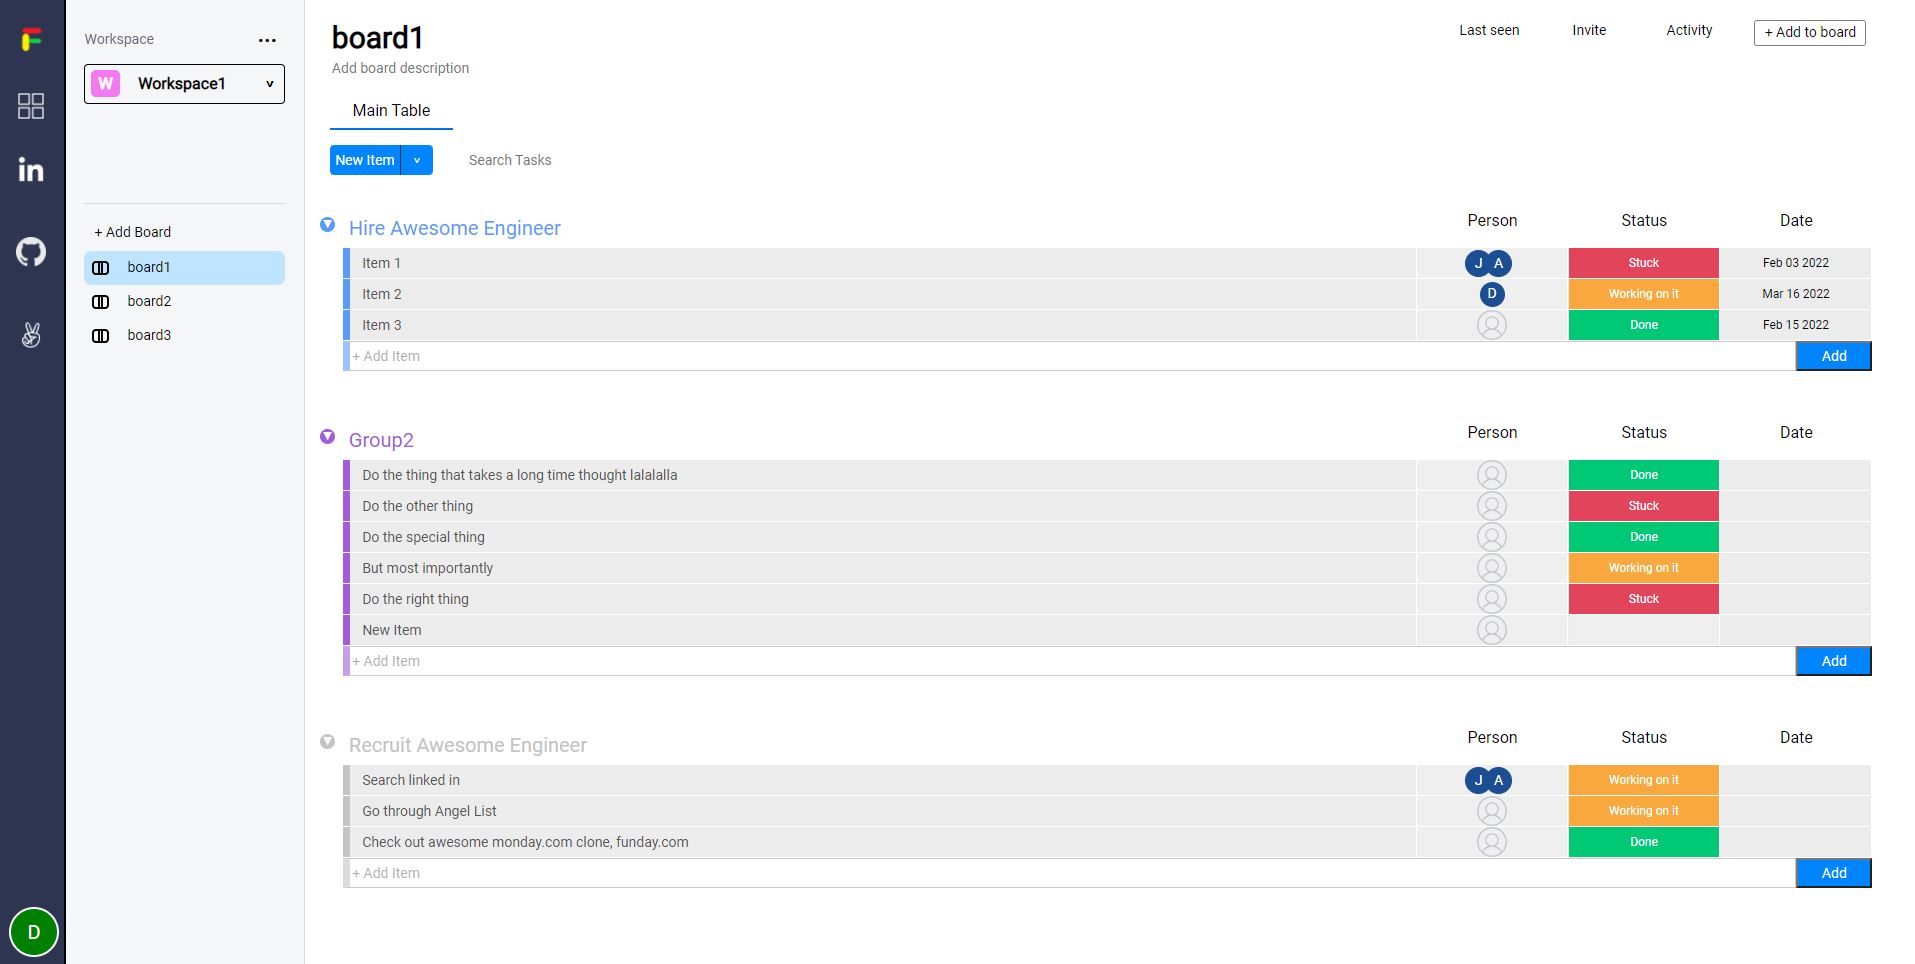 Workspace
W Workspace1 v
+ Add Board
board1
board2
board3
D
board1
Add board description
Last seen Invite Activity + Add to board
Main Table
New Item v Search Tasks
Hire Awesome Engineer Person Status Date
Item 1 J A Stuck Feb 03 2022
Item 2 D Working on it Mar 16 2022
Item 3 Done Feb 15 2022
+ Add Item Add
Group2 Person Status Date
Do the thing that takes a long time thought lalalalla Done
Do the other thing Stuck
Do the special thing Done
But most importantly Working on it
Do the right thing Stuck
New Item
+ Add Item Add
Recruit Awesome Engineer Person Status Date
Search linked in J A Working on it
Go through Angel List Working on it
Check out awesome monday.com clone, funday.com Done
+ Add Item Add
F
in